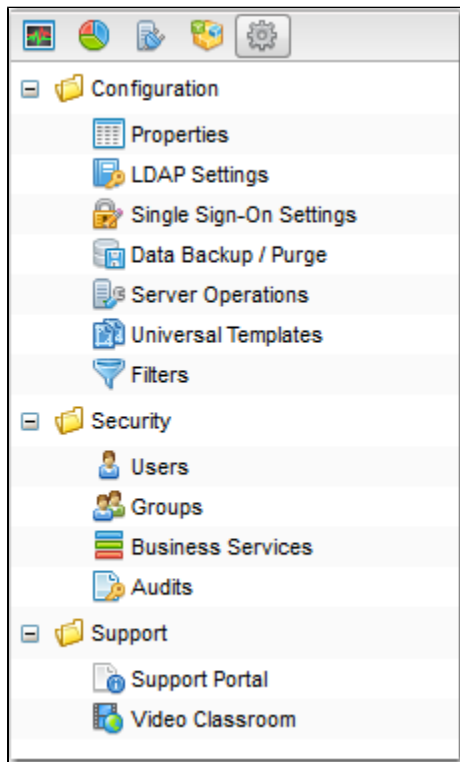 Configuration
Properties
LDAP Settings
Single Sign-On Settings
Data Backup / Purge
Server Operations
Universal Templates
Filters
Security
Users
Groups
Business Services
Audits
Support
Support Portal
Video Classroom